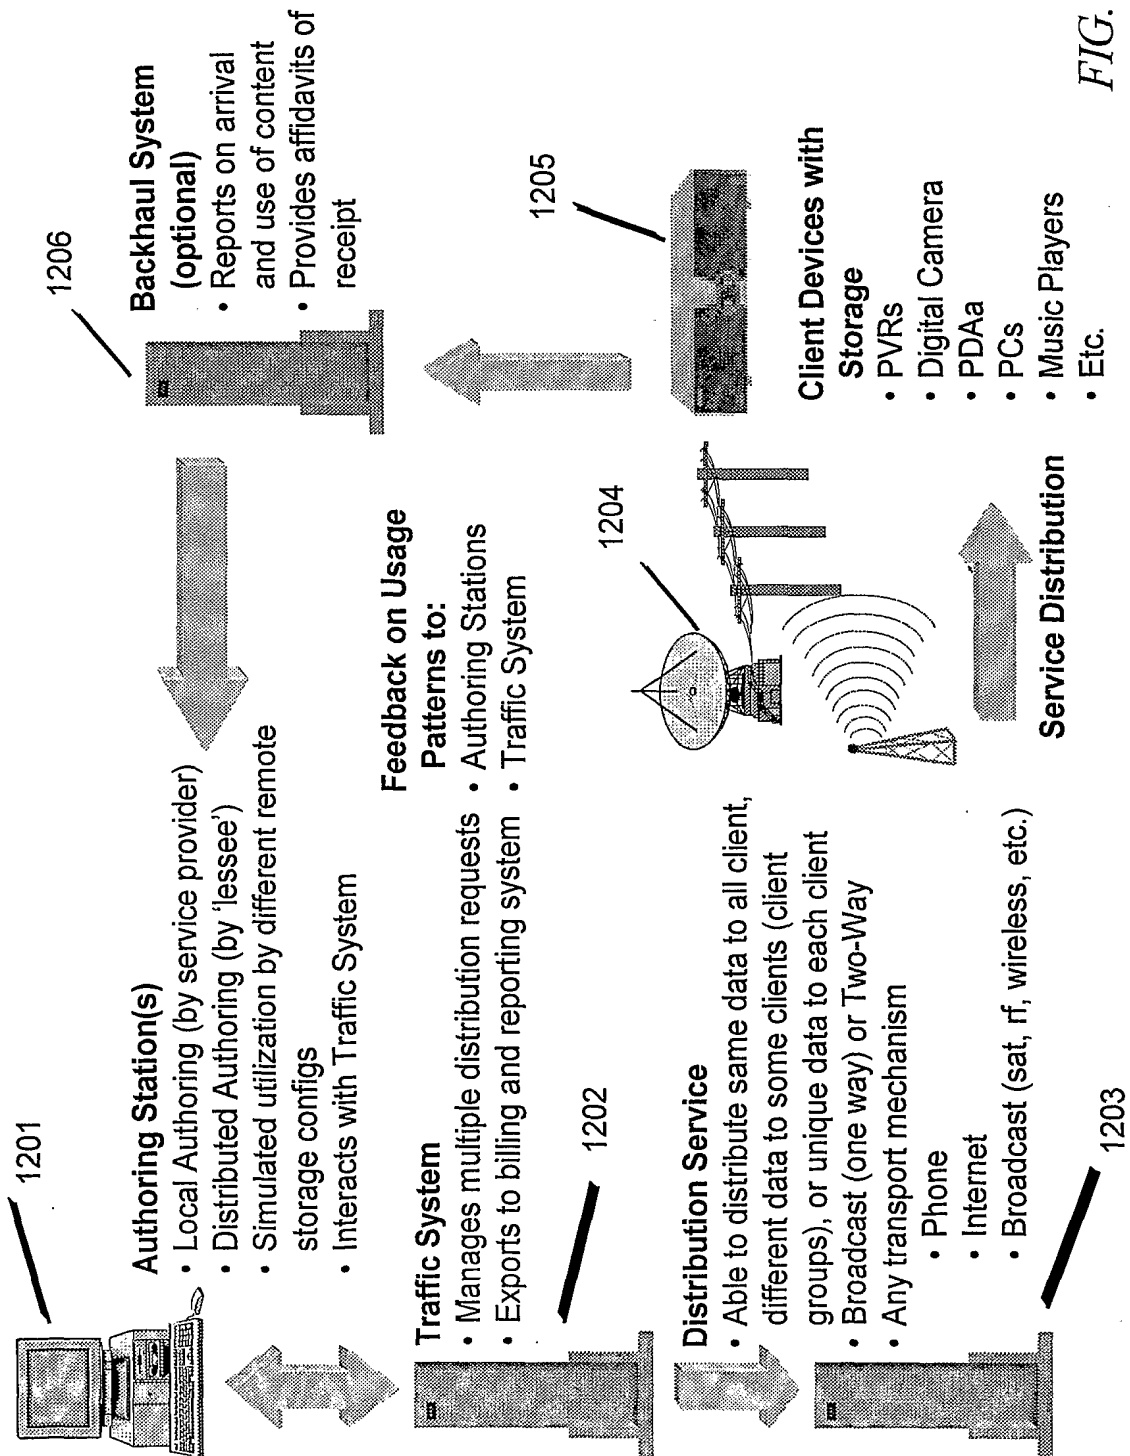 1201
Authoring Station(s)
• Local Authoring (by service provider)
• Distributed Authoring (by 'lessee')
• Simulated utilization by different remote
storage configs
• Interacts with Traffic System
Traffic System
• Manages multiple distribution requests
• Exports to billing and reporting system
1202
Distribution Service
• Able to distribute same data to all client,
different data to some clients (client
groups), or unique data to each client
• Broadcast (one way) or Two-Way
• Any transport mechanism
• Phone
• Internet
• Broadcast (sat, rf, wireless, etc.)
1203
Feedback on Usage
Patterns to:
• Authoring Stations
• Traffic System
1204
Service Distribution
1206
Backhaul System
(optional)
• Reports on arrival
and use of content
• Provides affidavits of
receipt
1205
Client Devices with
Storage
• PVRs
• Digital Camera
• PDAa
• PCs
• Music Players
• Etc.
FIG.